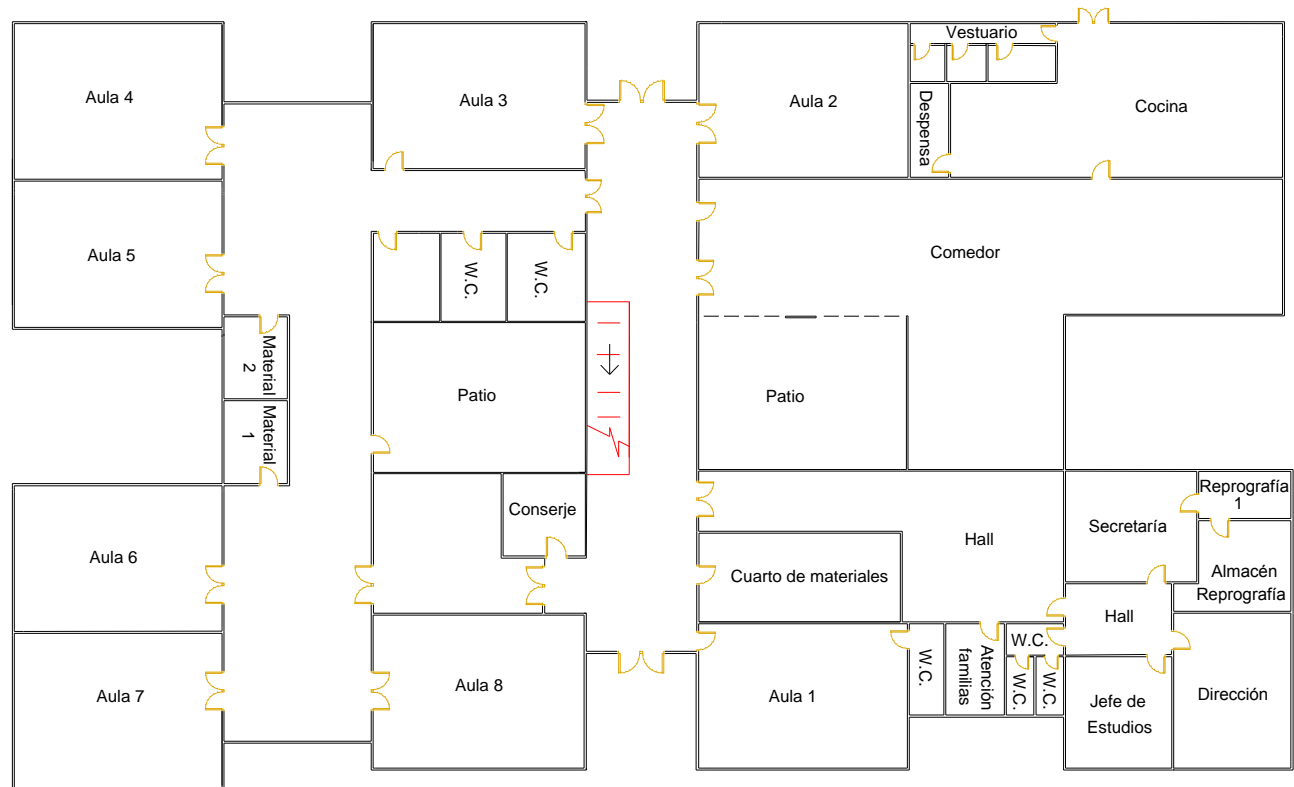 Vestuario
Aula 4
Aula 3
Aula 2
Cocina
Despensa
Aula 5
Comedor
W.C.
W.C.
Material
2
Material
1
Patio
Patio
Conserje
Reprografía
1
Secretaría
Hall
Aula 6
Cuarto de materiales
Almacén
Reprografía
Hall
W.C.
Aula 7
Aula 8
Aula 1
W.C.
Atención
familias
W.C.
W.C.
Jefe de
Estudios
Dirección